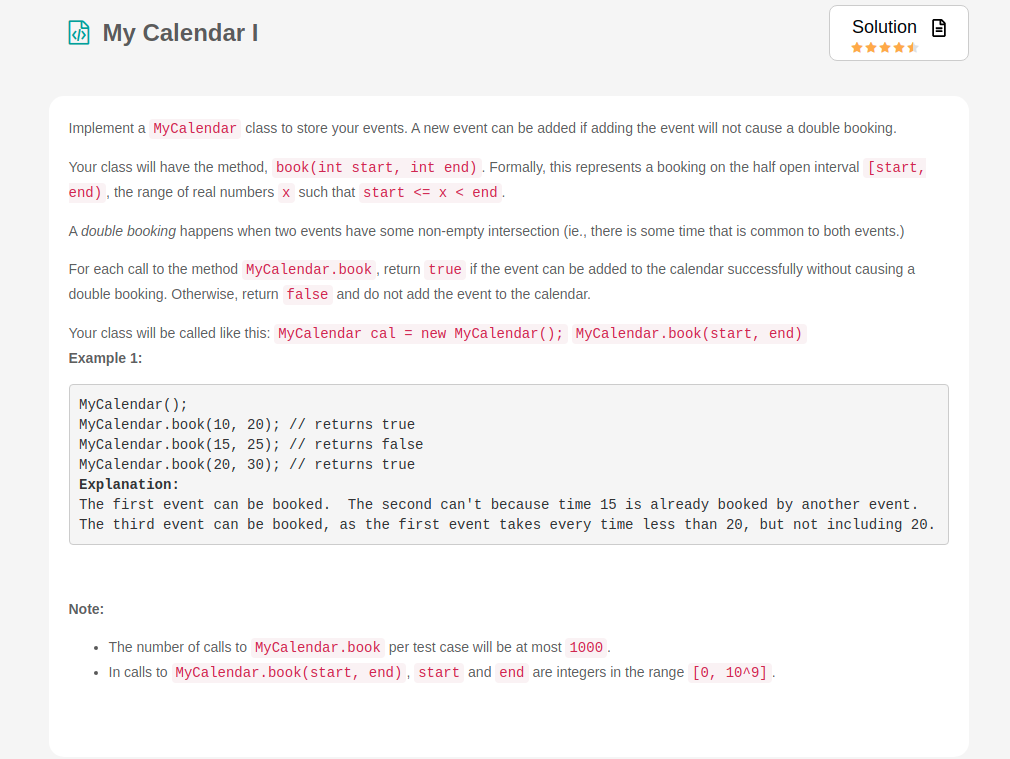 My Calendar I
Solution
Implement a MyCalendar class to store your events. A new event can be added if adding the event will not cause a double booking.
Your class will have the method, book(int start, int end). Formally, this represents a booking on the half open interval [start,
end), the range of real numbers x such that start <= x < end.
A double booking happens when two events have some non-empty intersection (ie., there is some time that is common to both events.)
For each call to the method MyCalendar.book, return true if the event can be added to the calendar successfully without causing a
double booking. Otherwise, return false and do not add the event to the calendar.
Your class will be called like this: MyCalendar cal = new MyCalendar(); MyCalendar.book(start, end)
Example 1:
MyCalendar();
MyCalendar.book(10, 20); // returns true
MyCalendar.book(15, 25); // returns false
MyCalendar.book(20, 30); // returns true
Explanation:
The first event can be booked.  The second can't because time 15 is already booked by another event.
The third event can be booked, as the first event takes every time less than 20, but not including 20.
Note:
• The number of calls to MyCalendar.book per test case will be at most 1000.
• In calls to MyCalendar.book(start, end), start and end are integers in the range [0, 10^9].